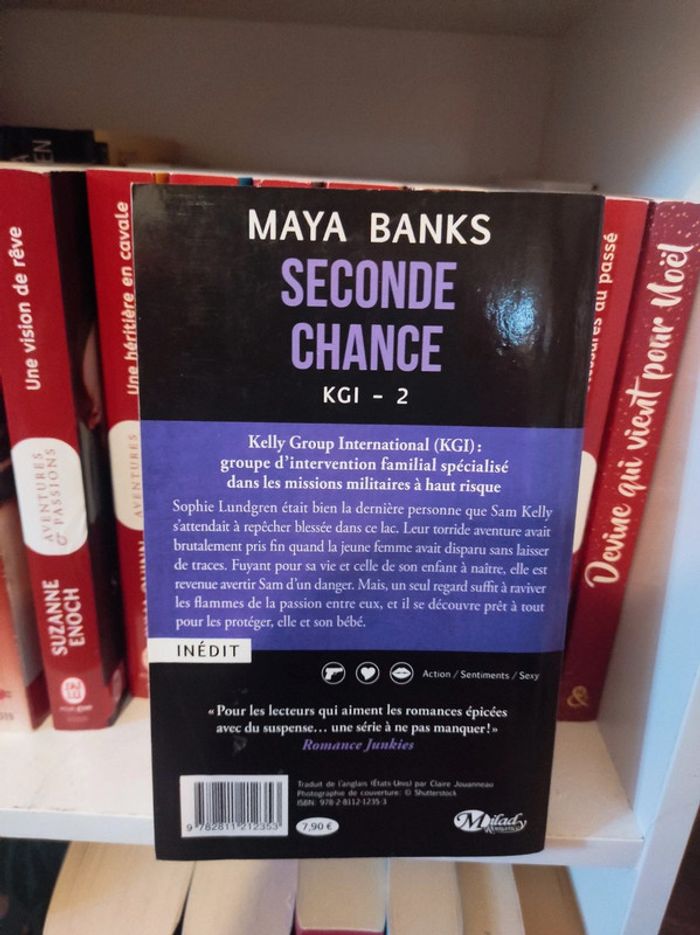 MAYA BANKS
SECONDE
CHANCE
KGI – 2
Kelly Group International (KGI) :
groupe d'intervention familial spécialisé
dans les missions militaires à haut risque
Sophie Lundgren était bien la dernière personne que Sam Kelly
s'attendait à repêcher blessée dans ce lac. Leur torride aventure avait
brutalement pris fin quand la jeune femme avait disparu sans laisser
de traces. Fuyant pour sa vie et celle de son enfant à naître, elle est
revenue avertir Sam d'un danger. Mais, un seul regard suffit à raviver
les flammes de la passion entre eux, et il se découvre prêt à tout
pour les protéger, elle et son bébé.
INÉDIT
Action / Sentiments / Sexy
« Pour les lecteurs qui aiment les romances épicées
avec du suspense… une série à ne pas manquer ! »
Romance Junkies
Traduit de l'anglais (États-Unis) par Claire Jouanneau
Photographie de couverture : © Shutterstock
ISBN : 978-2-8112-1235-3
9 782811 212353
7,90 €
Milady
Romance
Une vision de rêve
AVENTURES
& PASSIONS
SUZANNE
ENOCH
Une héritière en cavale
AVENTURES
QUINN
au passé
Devine qui vient pour Noël
&